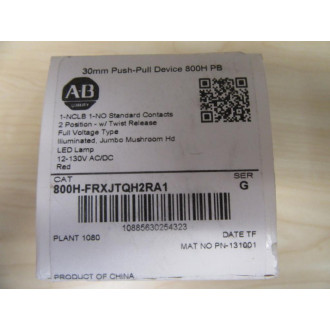 30mm Push-Pull Device 800H PB
AB
1-NCLB 1-NO Standard Contacts
2 Position - w/ Twist Release
Full Voltage Type
Illuminated, Jumbo Mushroom Hd
LED Lamp
12-130V AC/DC
Red
CAT SER
800H-FRXJTQH2RA1 G
10885630254323
PLANT 1080 DATE TF
MAT NO PN-131001
PRODUCT OF CHINA